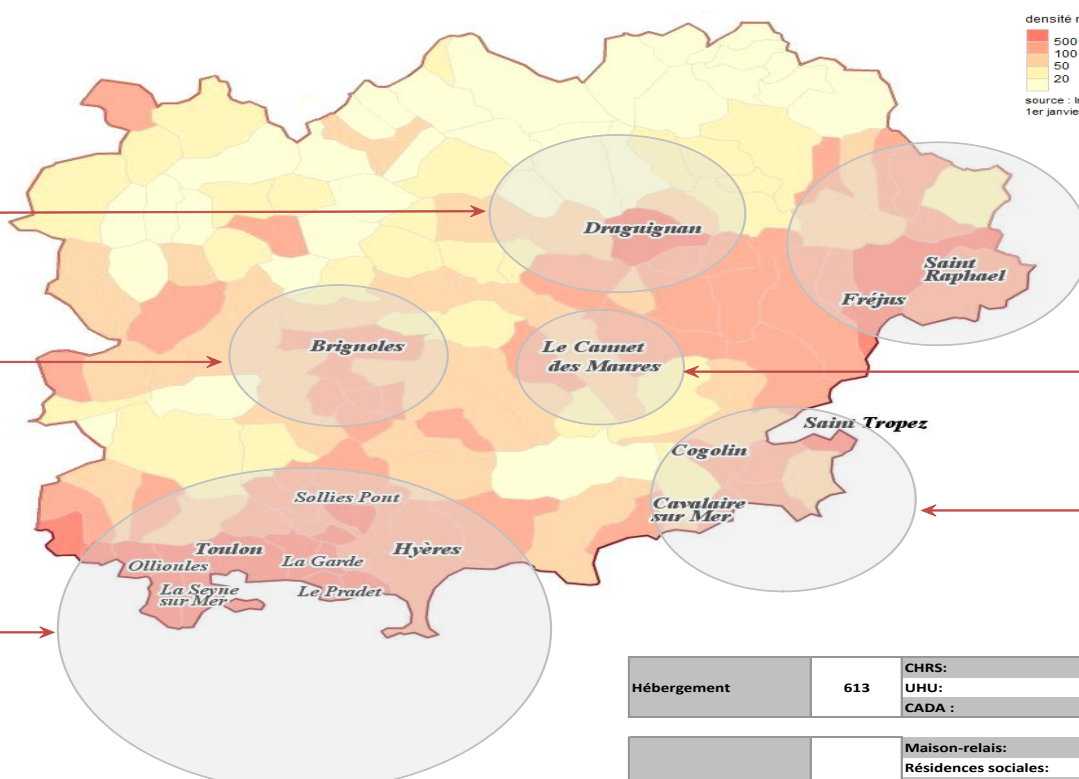 densité
500
100
50
20
source :
1er janvier
Draguignan
Saint
Raphael
Fréjus
Brignoles
Le Cannet
des Maures
Saint Tropez
Cogolin
Cavalaire
sur Mer
Sollies Pont
Toulon
Hyères
Ollioules
La Garde
La Seyne
sur Mer
Le Pradet
Hébergement
613
CHRS:
UHU:
CADA :
Maison-relais:
Résidences sociales: